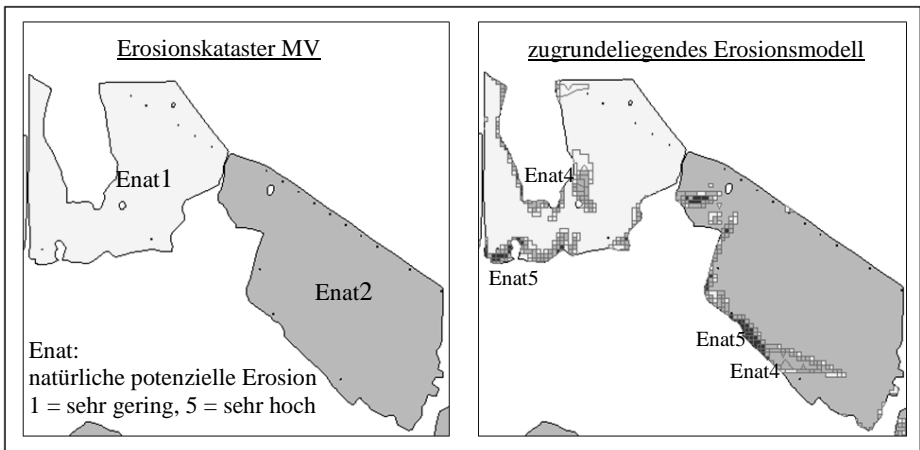 Erosionskataster MV
Enat1
Enat2
Enat:
natürliche potenzielle Erosion
1 = sehr gering, 5 = sehr hoch
zugrundeliegendes Erosionsmodell
Enat4
Enat5
Enat5
Enat4